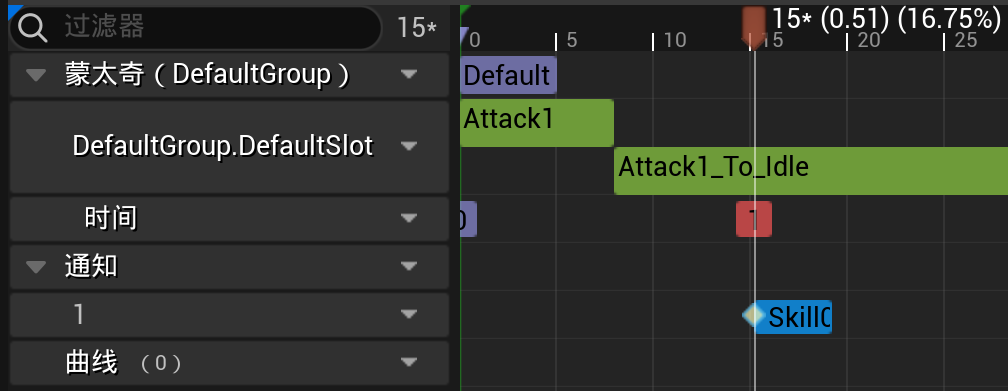 过滤器 15*
15* (0.51) (16.75%)
0 5 10 15 20 25
蒙太奇（DefaultGroup）
Default
Attack1
DefaultGroup.DefaultSlot
Attack1_To_Idle
时间
1
通知
1
曲线 （0）